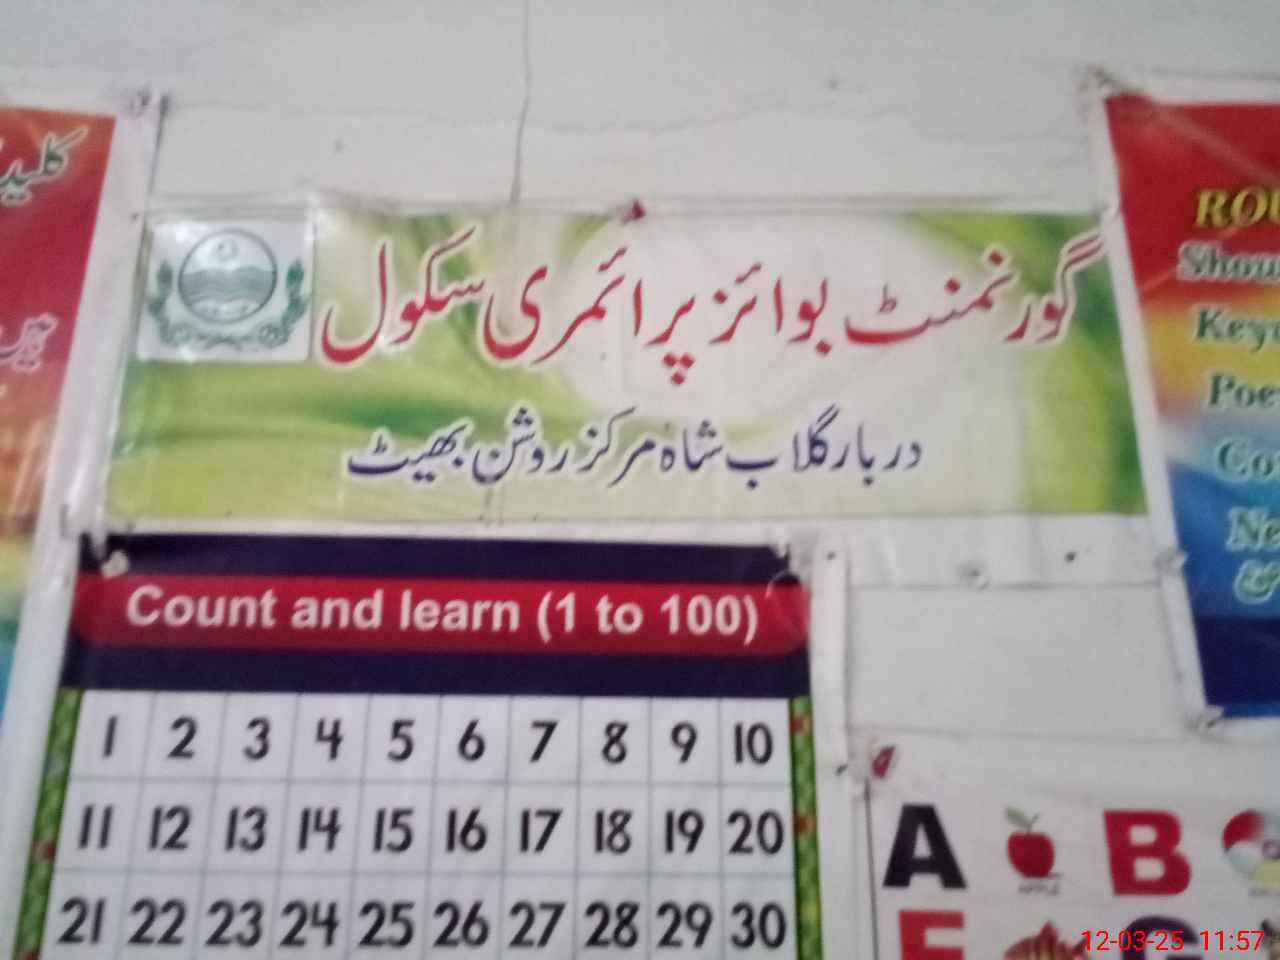 گورنمنٹ بوائز پرائمری سکول
دربار گلاب شاہ مرکز روشن بھیٹ
Count and learn (1 to 100)
1 2 3 4 5 6 7 8 9 10
11 12 13 14 15 16 17 18 19 20
21 22 23 24 25 26 27 28 29 30
A B
APPLE
12-03-25 11:57